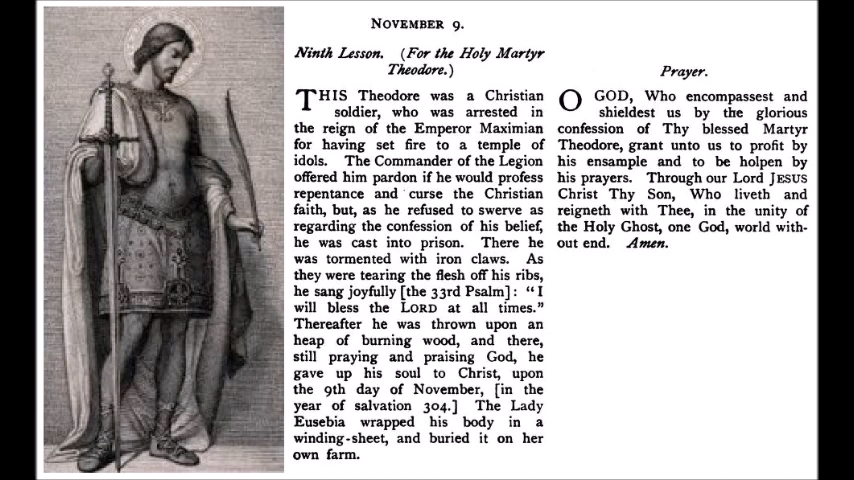 NOVEMBER 9.
Ninth Lesson. (For the Holy Martyr
Theodore.)
THIS Theodore was a Christian
soldier, who was arrested in
the reign of the Emperor Maximian
for having set fire to a temple of
idols. The Commander of the Legion
offered him pardon if he would profess
repentance and curse the Christian
faith, but, as he refused to swerve as
regarding the confession of his belief,
he was cast into prison. There he
was tormented with iron claws. As
they were tearing the flesh off his ribs,
he sang joyfully [the 33rd Psalm]: "I
will bless the LORD at all times."
Thereafter he was thrown upon an
heap of burning wood, and there,
still praying and praising God, he
gave up his soul to Christ, upon
the 9th day of November, [in the
year of salvation 304.] The Lady
Eusebia wrapped his body in a
winding-sheet, and buried it on her
own farm.
Prayer.
O GOD, Who encompassest and
shieldest us by the glorious
confession of Thy blessed Martyr
Theodore, grant unto us to profit by
his ensample and to be holpen by
his prayers. Through our Lord JESUS
Christ Thy Son, Who liveth and
reigneth with Thee, in the unity of
the Holy Ghost, one God, world with-
out end. Amen.